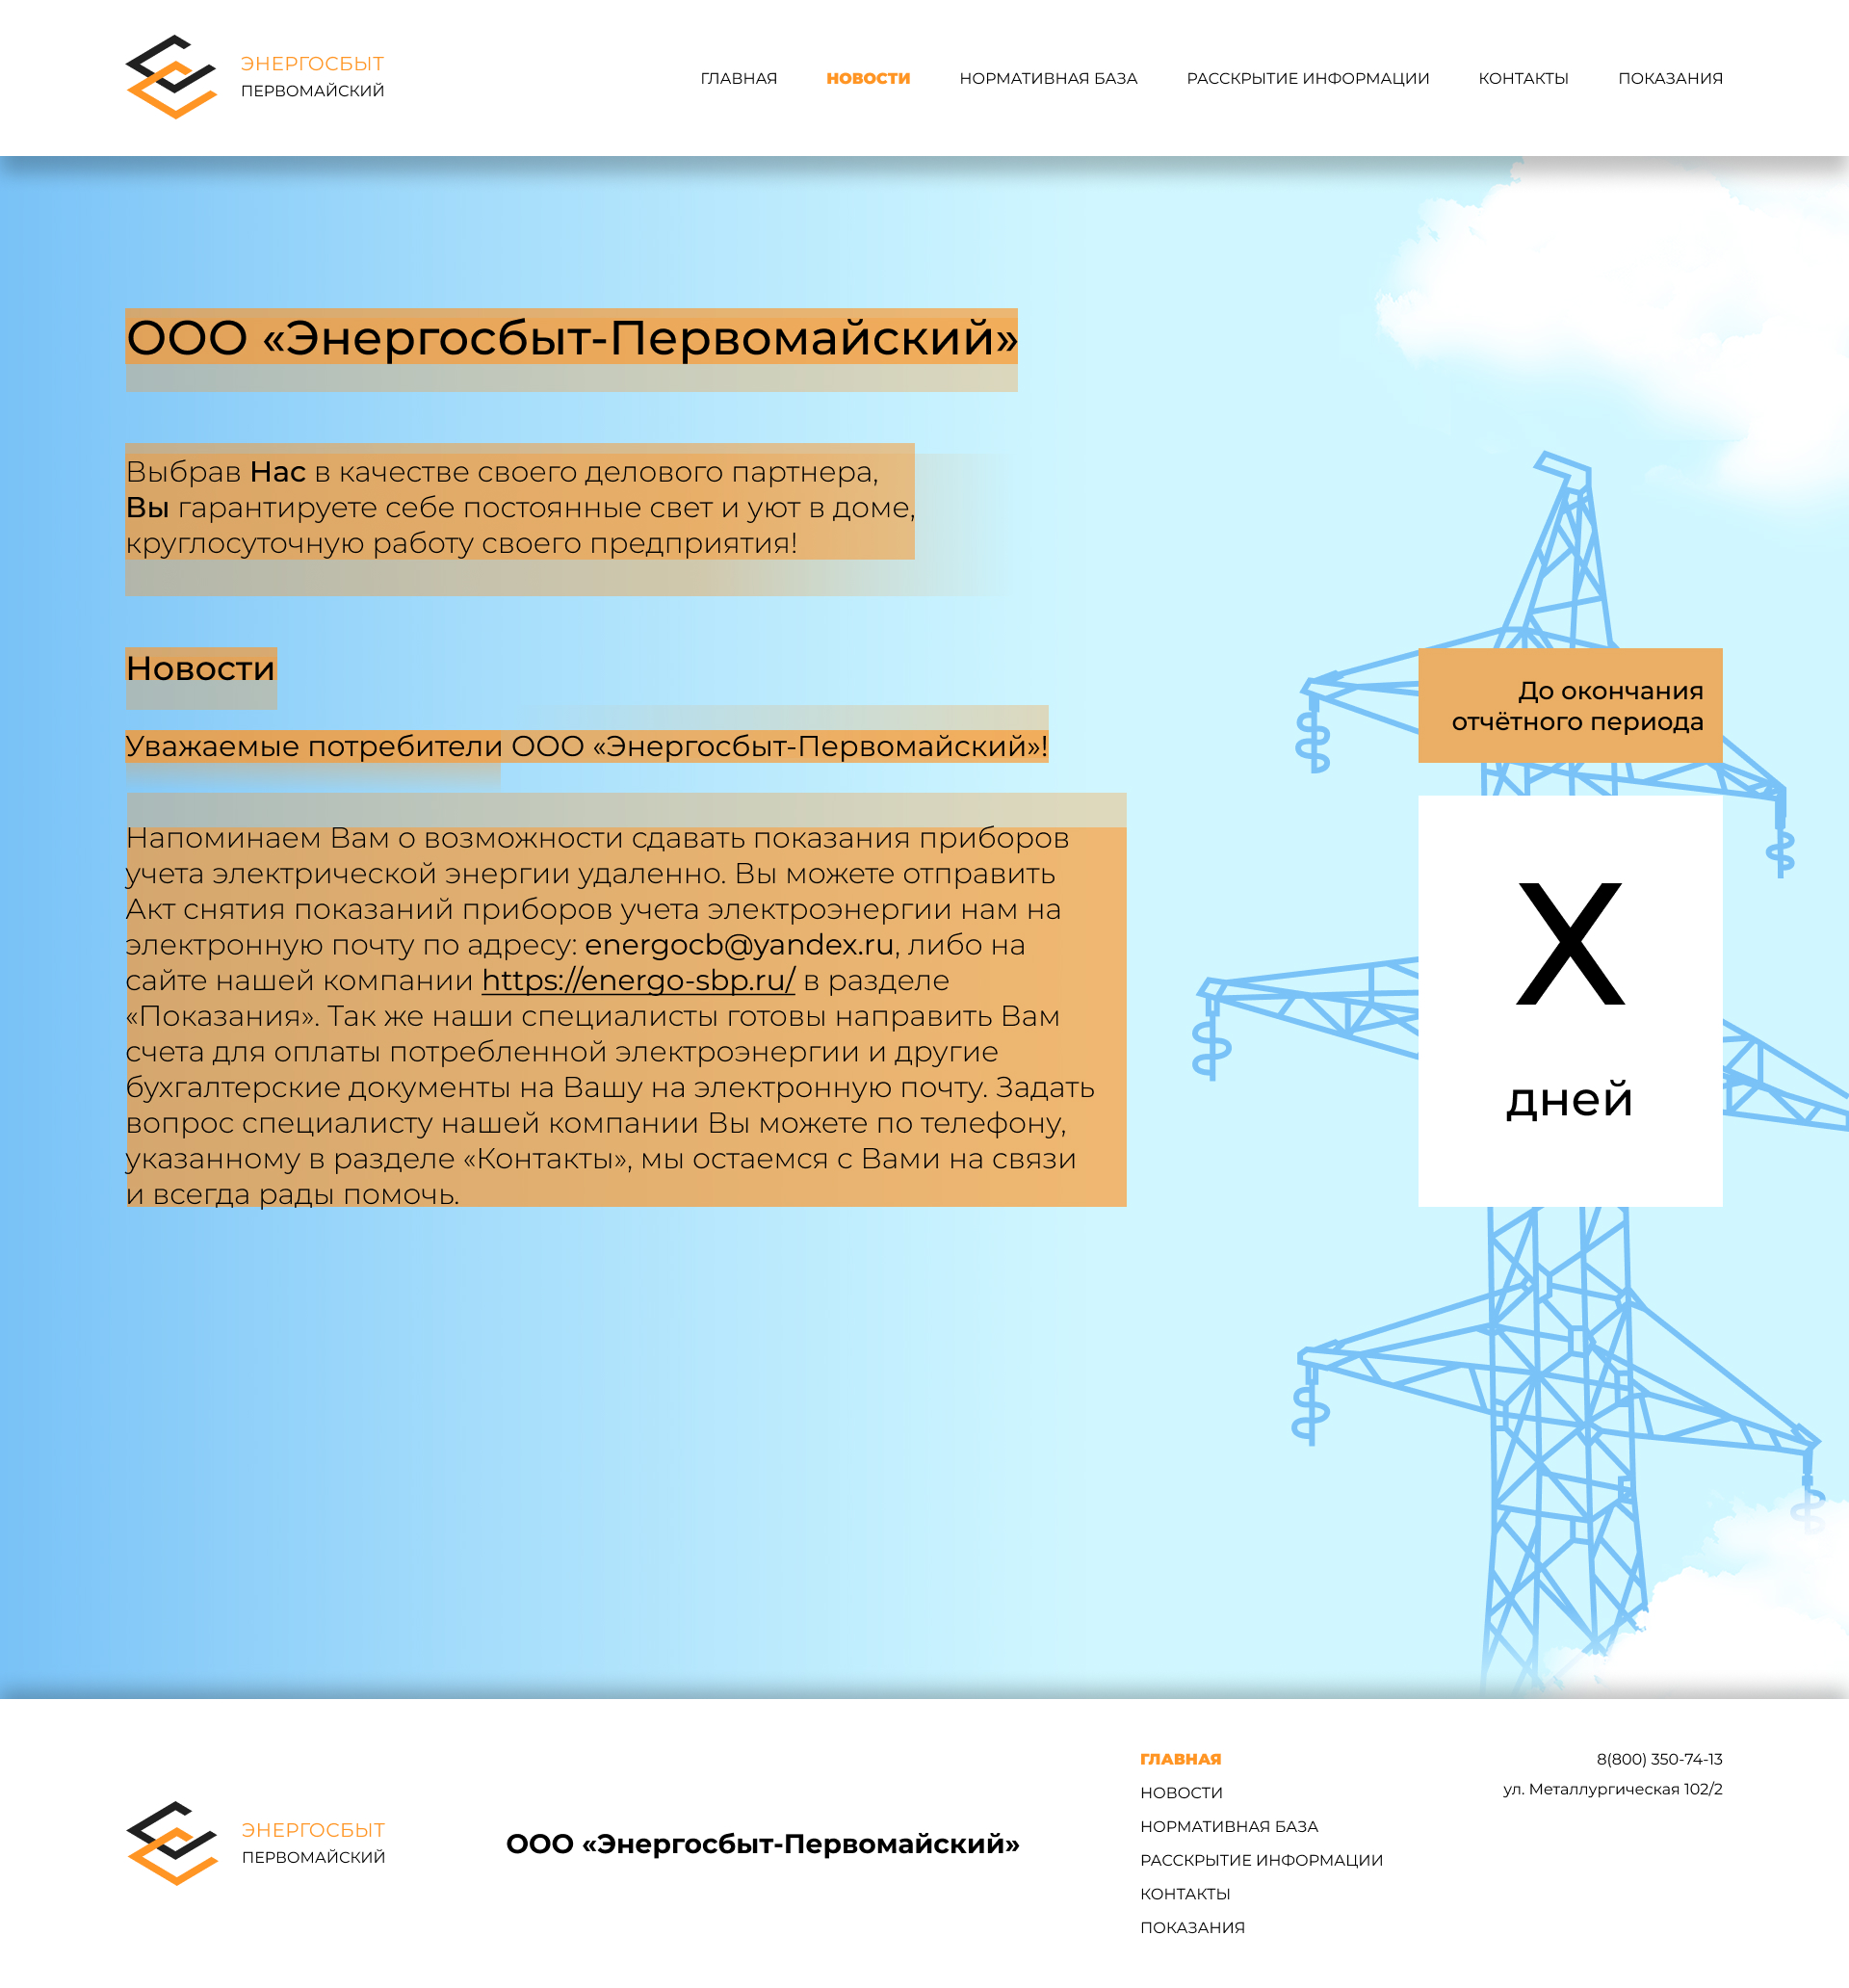 ЭНЕРГОСБЫТ
ПЕРВОМАЙСКИЙ
ГЛАВНАЯ НОВОСТИ НОРМАТИВНАЯ БАЗА РАССКРЫТИЕ ИНФОРМАЦИИ КОНТАКТЫ ПОКАЗАНИЯ
ООО «Энергосбыт-Первомайский»
Выбрав Нас в качестве своего делового партнера,
Вы гарантируете себе постоянные свет и уют в доме,
круглосуточную работу своего предприятия!
Новости
Уважаемые потребители ООО «Энергосбыт-Первомайский»!
Напоминаем Вам о возможности сдавать показания приборов
учета электрической энергии удаленно. Вы можете отправить
Акт снятия показаний приборов учета электроэнергии нам на
электронную почту по адресу: energocb@yandex.ru, либо на
сайте нашей компании https://energo-sbp.ru/ в разделе
«Показания». Так же наши специалисты готовы направить Вам
счета для оплаты потребленной электроэнергии и другие
бухгалтерские документы на Вашу на электронную почту. Задать
вопрос специалисту нашей компании Вы можете по телефону,
указанному в разделе «Контакты», мы остаемся с Вами на связи
и всегда рады помочь.
До окончания
отчётного периода
X
дней
ЭНЕРГОСБЫТ
ПЕРВОМАЙСКИЙ
ООО «Энергосбыт-Первомайский»
ГЛАВНАЯ
НОВОСТИ
НОРМАТИВНАЯ БАЗА
РАССКРЫТИЕ ИНФОРМАЦИИ
КОНТАКТЫ
ПОКАЗАНИЯ
8(800) 350-74-13
ул. Металлургическая 102/2